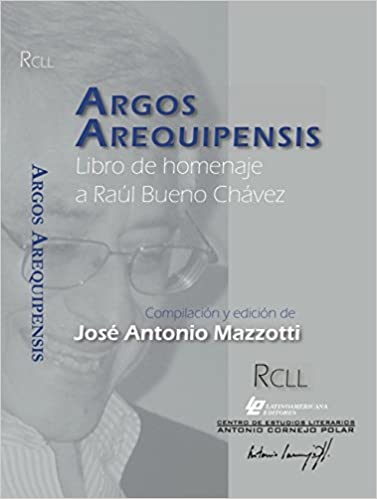 RCLL
ARGOS AREQUIPENSIS
ARGOS
AREQUIPENSIS
Libro de homenaje
a Raúl Bueno Chávez
Compilación y edición de
José Antonio Mazzotti
RCLL
LATINOAMERICANA
EDITORES
CENTRO DE ESTUDIOS LITERARIOS
ANTONIO CORNEJO POLAR